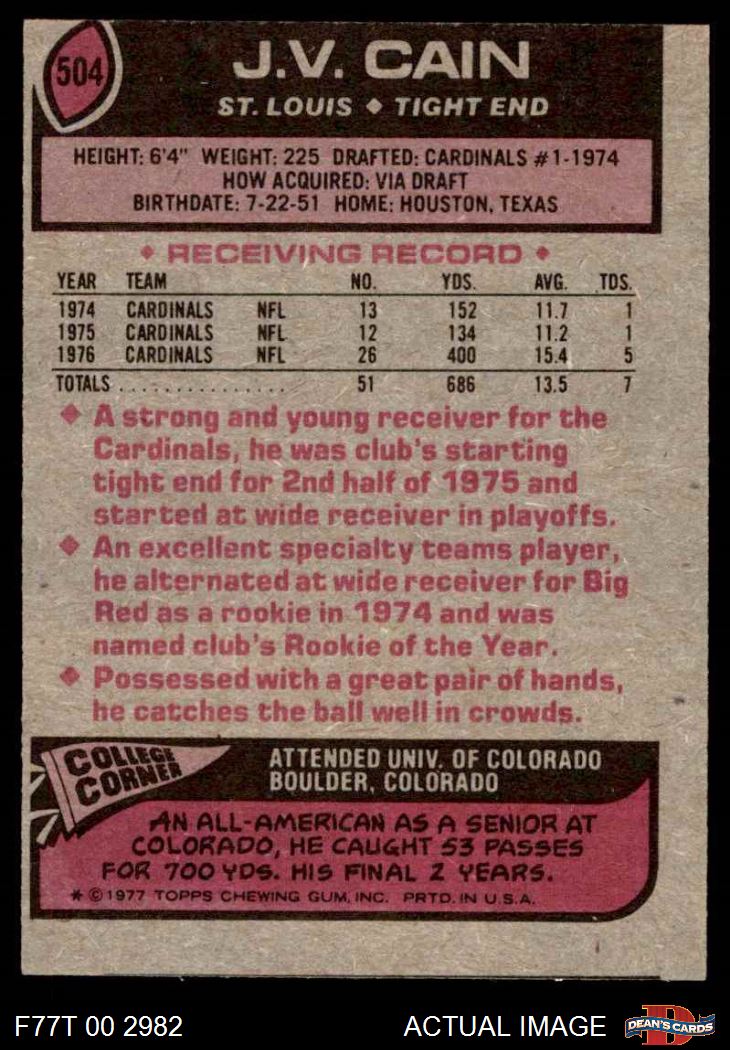 504
J.V. CAIN
ST. LOUIS ♦ TIGHT END
HEIGHT: 6'4" WEIGHT: 225 DRAFTED: CARDINALS #1-1974
HOW ACQUIRED: VIA DRAFT
BIRTHDATE: 7-22-51 HOME: HOUSTON, TEXAS
♦ RECEIVING RECORD ♦
YEAR TEAM NO. YDS. AVG. TDS.
1974 CARDINALS NFL 13 152 11.7 1
1975 CARDINALS NFL 12 134 11.2 1
1976 CARDINALS NFL 26 400 15.4 5
TOTALS ................ 51 686 13.5 7
♦ A strong and young receiver for the
Cardinals, he was club's starting
tight end for 2nd half of 1975 and
started at wide receiver in playoffs.
♦ An excellent specialty teams player,
he alternated at wide receiver for Big
Red as a rookie in 1974 and was
named club's Rookie of the Year.
♦ Possessed with a great pair of hands,
he catches the ball well in crowds.
COLLEGE
CORNER
ATTENDED UNIV. OF COLORADO
BOULDER, COLORADO
AN ALL-AMERICAN AS A SENIOR AT
COLORADO, HE CAUGHT 53 PASSES
FOR 700 YDS. HIS FINAL 2 YEARS.
* © 1977 TOPPS CHEWING GUM, INC. PRTD. IN U.S.A.
F77T 00 2982
ACTUAL IMAGE
D
DEAN'S CARDS